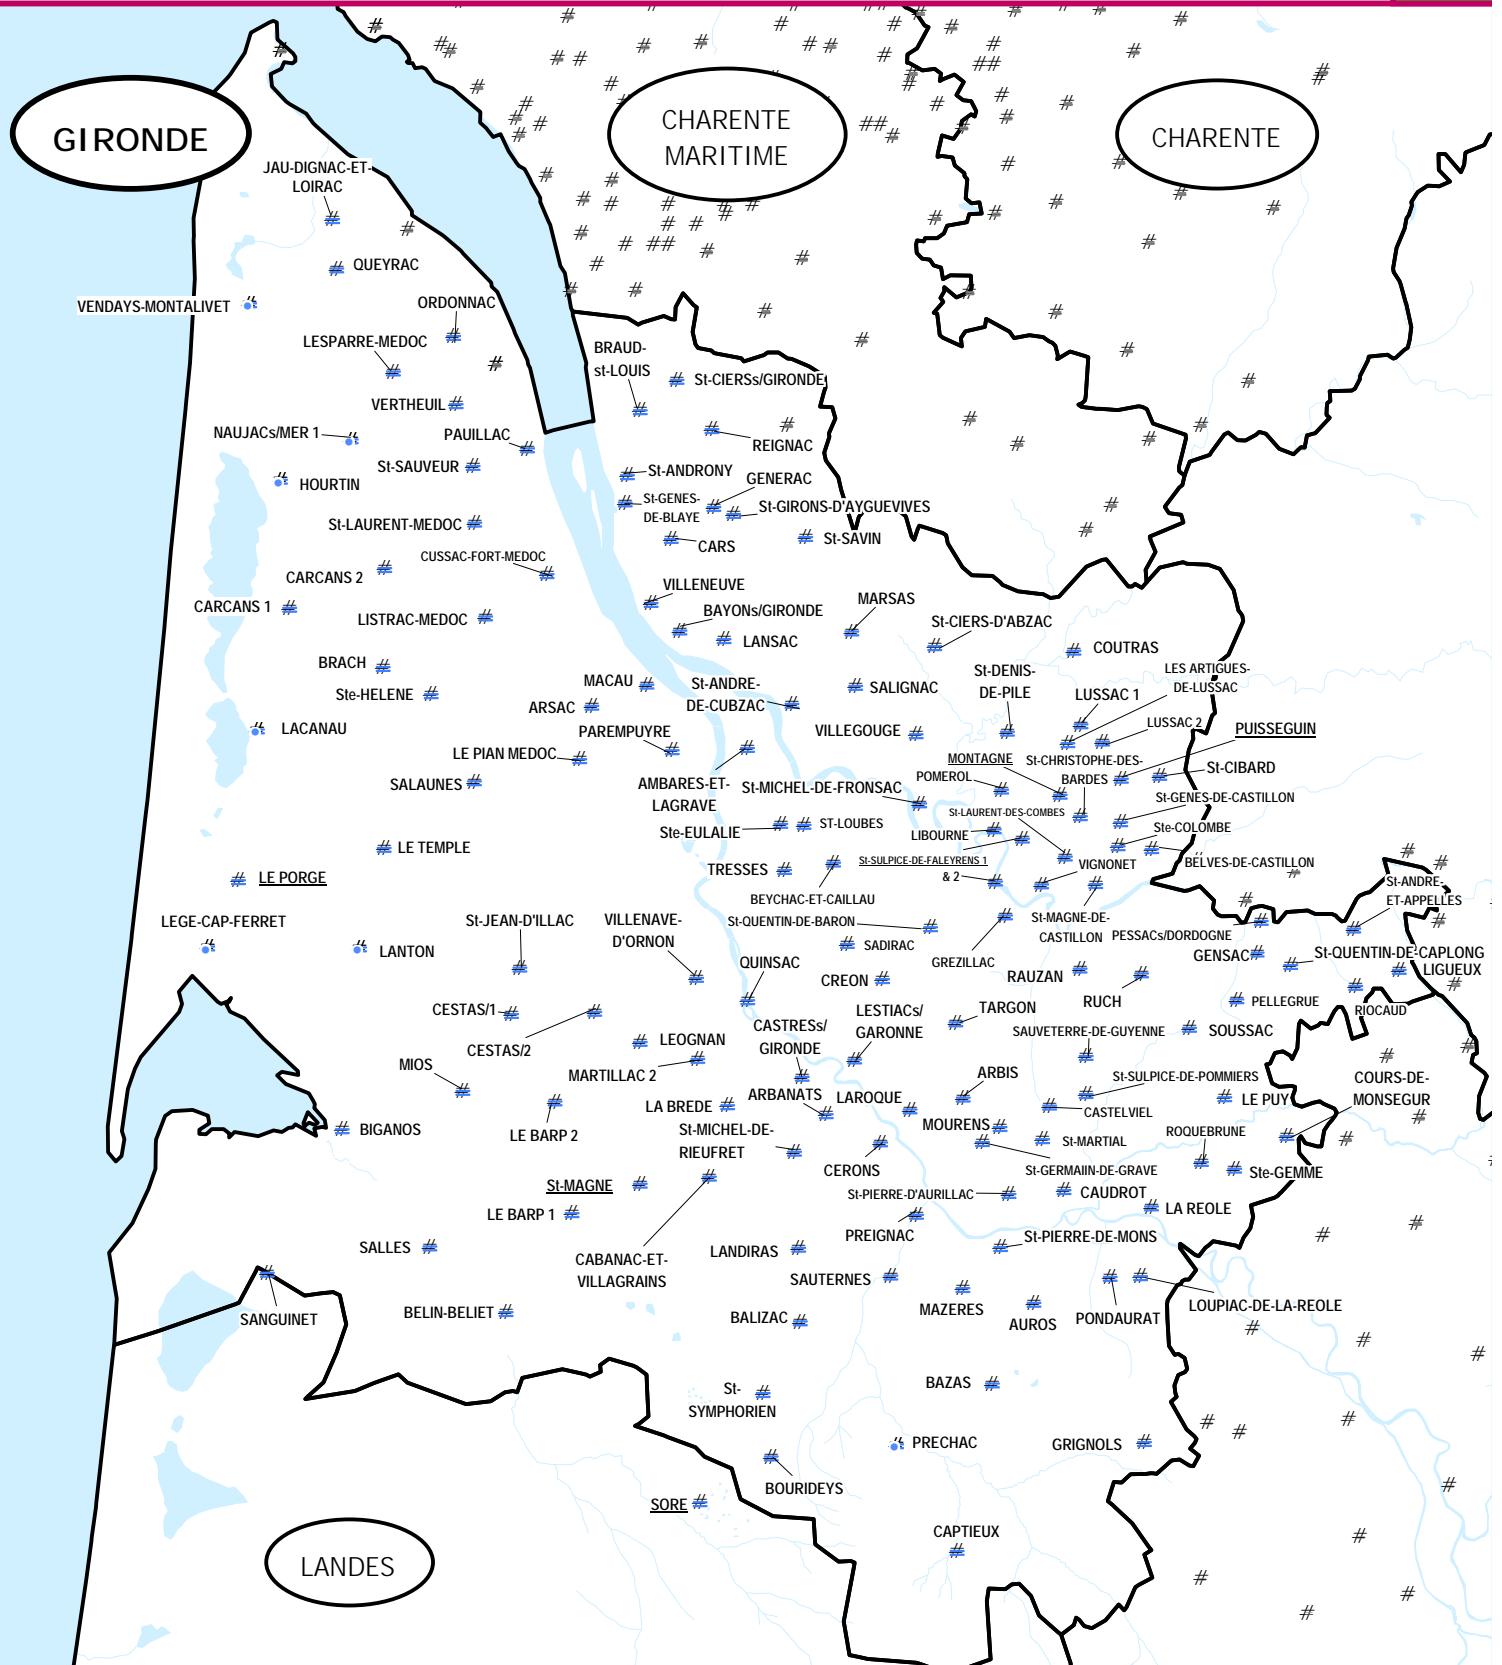 GIRONDE
CHARENTE
MARITIME
CHARENTE
JAU-DIGNAC-ET-
LOIRAC
QUEYRAC
VENDAYS-MONTALIVET
ORDONNAC
LESPARRE-MEDOC
BRAUD-
st-LOUIS
St-CIERSs/GIRONDE
VERTHEUIL
NAUJACs/MER 1
PAUILLAC
REIGNAC
St-SAUVEUR
St-ANDRONY
GENERAC
HOURTIN
St-GENES-
DE-BLAYE
St-GIRONS-D'AYGUEVIVES
St-LAURENT-MEDOC
CARS
St-SAVIN
CUSSAC-FORT-MEDOC
CARCANS 2
VILLENEUVE
CARCANS 1
LISTRAC-MEDOC
BAYONs/GIRONDE
MARSAS
LANSAC
St-CIERS-D'ABZAC
COUTRAS
BRACH
Ste-HELENE
MACAU
St-ANDRE-
DE-CUBZAC
SALIGNAC
St-DENIS-
DE-PILE
LES ARTIGUES-
DE-LUSSAC
LUSSAC 1
ARSAC
LACANAU
PAREMPUYRE
VILLEGOUGE
LUSSAC 2
PUISSEGUIN
LE PIAN MEDOC
MONTAGNE
St-CHRISTOPHE-DES-
BARDES
St-CIBARD
SALAUNES
AMBARES-ET-
LAGRAVE
St-MICHEL-DE-FRONSAC
POMEROL
St-GENES-DE-CASTILLON
St-LAURENT-DES-COMBES
Ste-EULALIE
ST-LOUBES
LIBOURNE
Ste-COLOMBE
LE TEMPLE
TRESSES
St-SULPICE-DE-FALEYRENS 1
& 2
VIGNONET
BELVES-DE-CASTILLON
LE PORGE
BEYCHAC-ET-CAILLAU
St-ANDRE-
ET-APPELLES
LEGE-CAP-FERRET
St-JEAN-D'ILLAC
VILLENAVE-
D'ORNON
St-QUENTIN-DE-BARON
St-MAGNE-DE-
CASTILLON
PESSACs/DORDOGNE
LANTON
SADIRAC
GREZILLAC
GENSAC
St-QUENTIN-DE-CAPLONG
QUINSAC
CREON
RAUZAN
RUCH
LIGUEUX
CESTAS/1
LESTIACs/
GARONNE
TARGON
PELLEGRUE
RIOCAUD
CESTAS/2
LEOGNAN
CASTRESs/
GIRONDE
SAUVETERRE-DE-GUYENNE
SOUSSAC
MIOS
MARTILLAC 2
ARBIS
St-SULPICE-DE-POMMIERS
COURS-DE-
MONSEGUR
LA BREDE
ARBANATS
LAROQUE
CASTELVIEL
LE PUY
BIGANOS
LE BARP 2
St-MICHEL-DE-
RIEUFRET
MOURENS
St-MARTIAL
ROQUEBRUNE
CERONS
St-GERMAIIN-DE-GRAVE
Ste-GEMME
St-MAGNE
St-PIERRE-D'AURILLAC
CAUDROT
LE BARP 1
LA REOLE
PREIGNAC
SALLES
CABANAC-ET-
VILLAGRAINS
LANDIRAS
St-PIERRE-DE-MONS
SAUTERNES
SANGUINET
BELIN-BELIET
BALIZAC
MAZERES
AUROS
PONDAURAT
LOUPIAC-DE-LA-REOLE
St-
SYMPHORIEN
BAZAS
PRECHAC
GRIGNOLS
BOURIDEYS
SORE
CAPTIEUX
LANDES